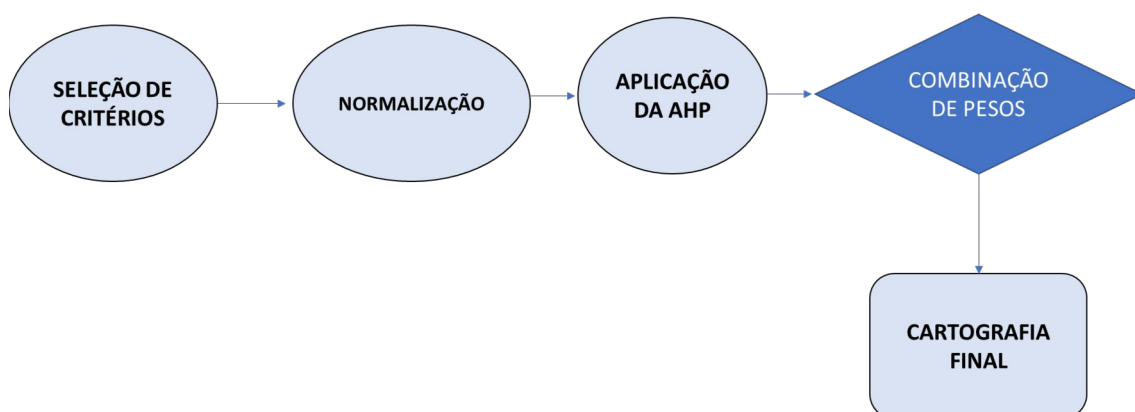 SELEÇÃO DE
CRITÉRIOS
NORMALIZAÇÃO
APLICAÇÃO
DA AHP
COMBINAÇÃO
DE PESOS
CARTOGRAFIA
FINAL